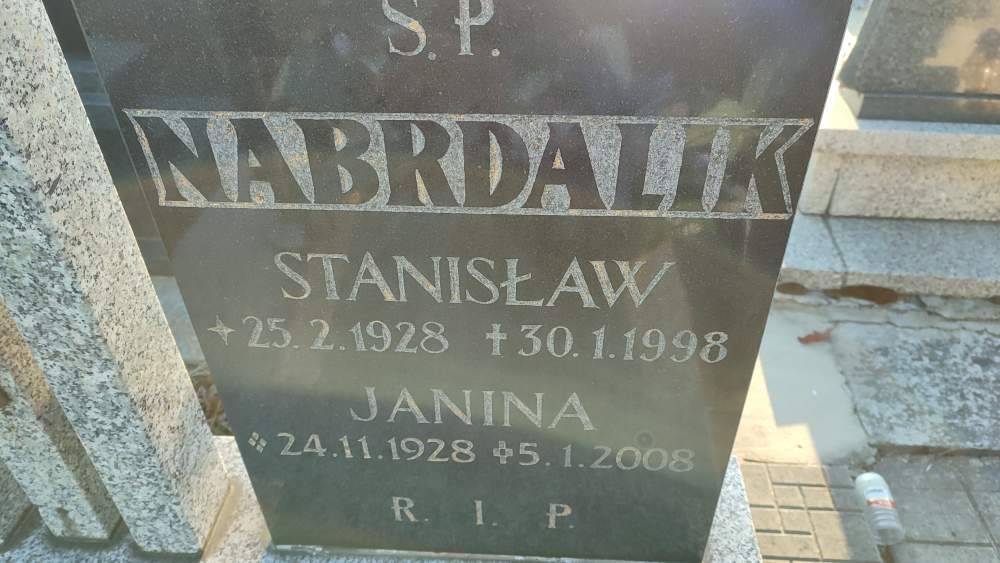 S.P.
NABRDALIK
STANISŁAW
25.2.1928 ✝30.1.1998
JANINA
24.11.1928 ✝5.1.2008
R. I. P.